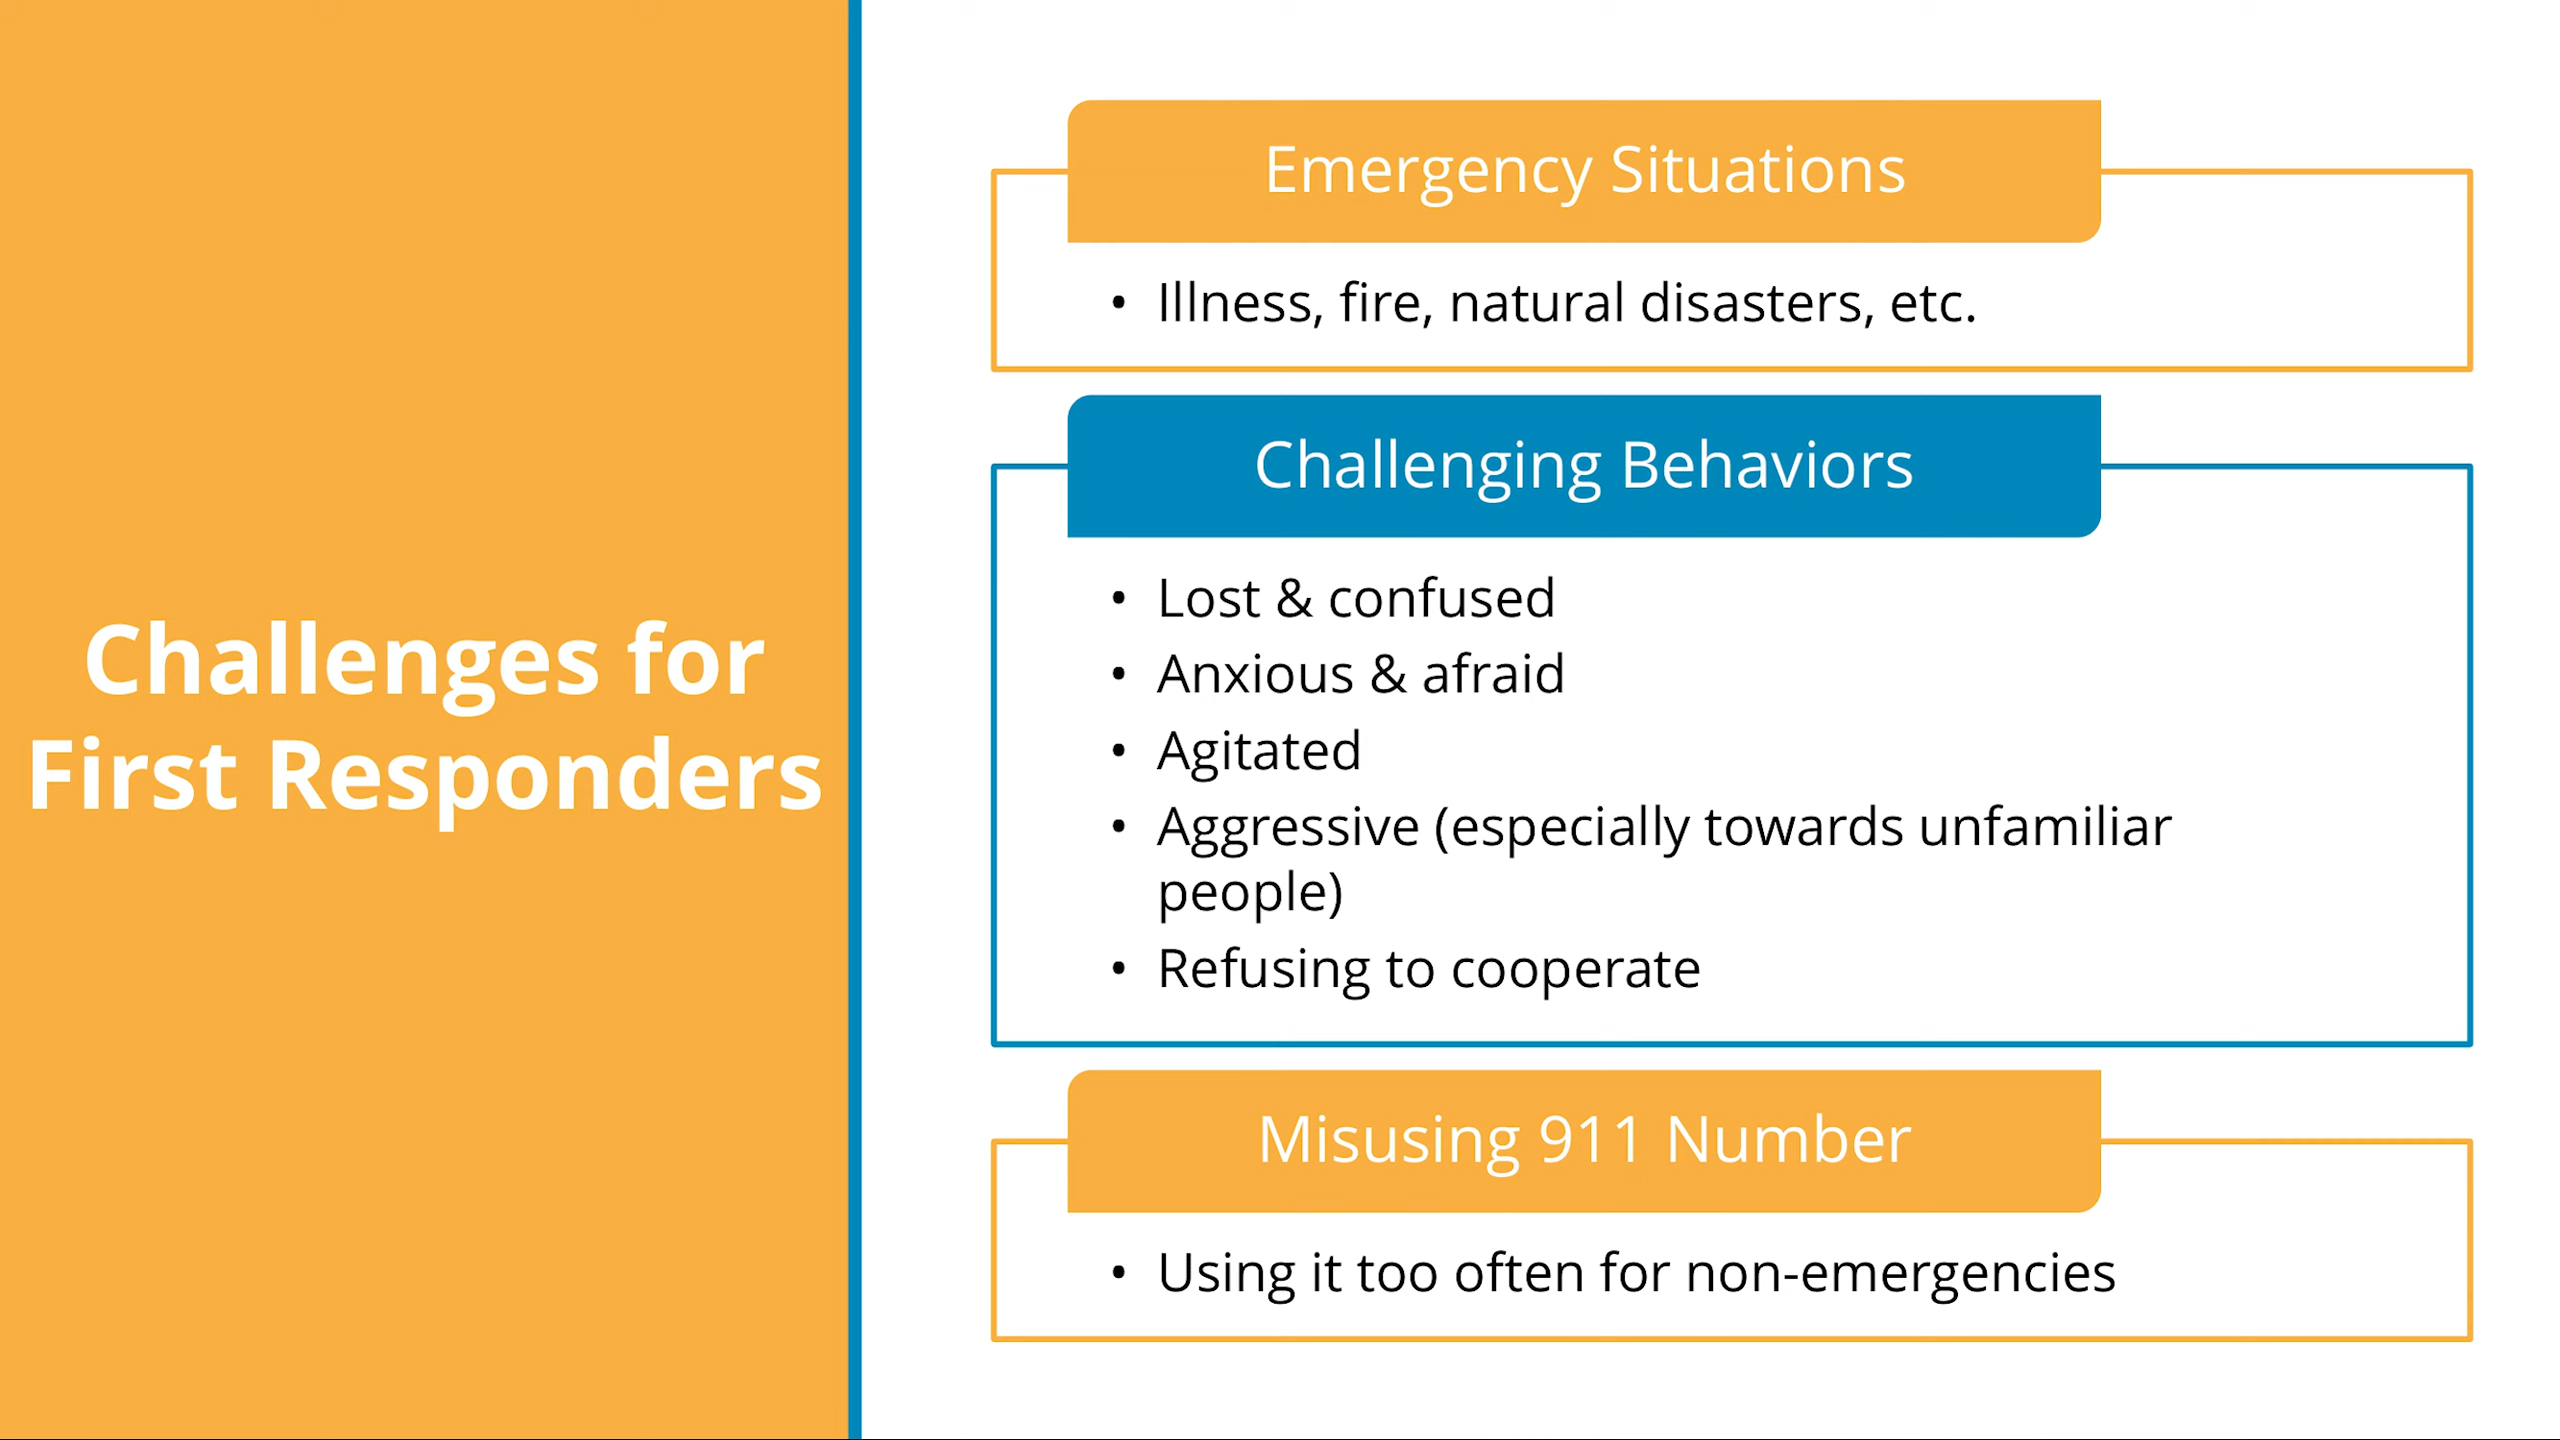 Challenges for
First Responders
Emergency Situations
• Illness, fire, natural disasters, etc.
Challenging Behaviors
• Lost & confused
• Anxious & afraid
• Agitated
• Aggressive (especially towards unfamiliar
people)
• Refusing to cooperate
Misusing 911 Number
• Using it too often for non-emergencies